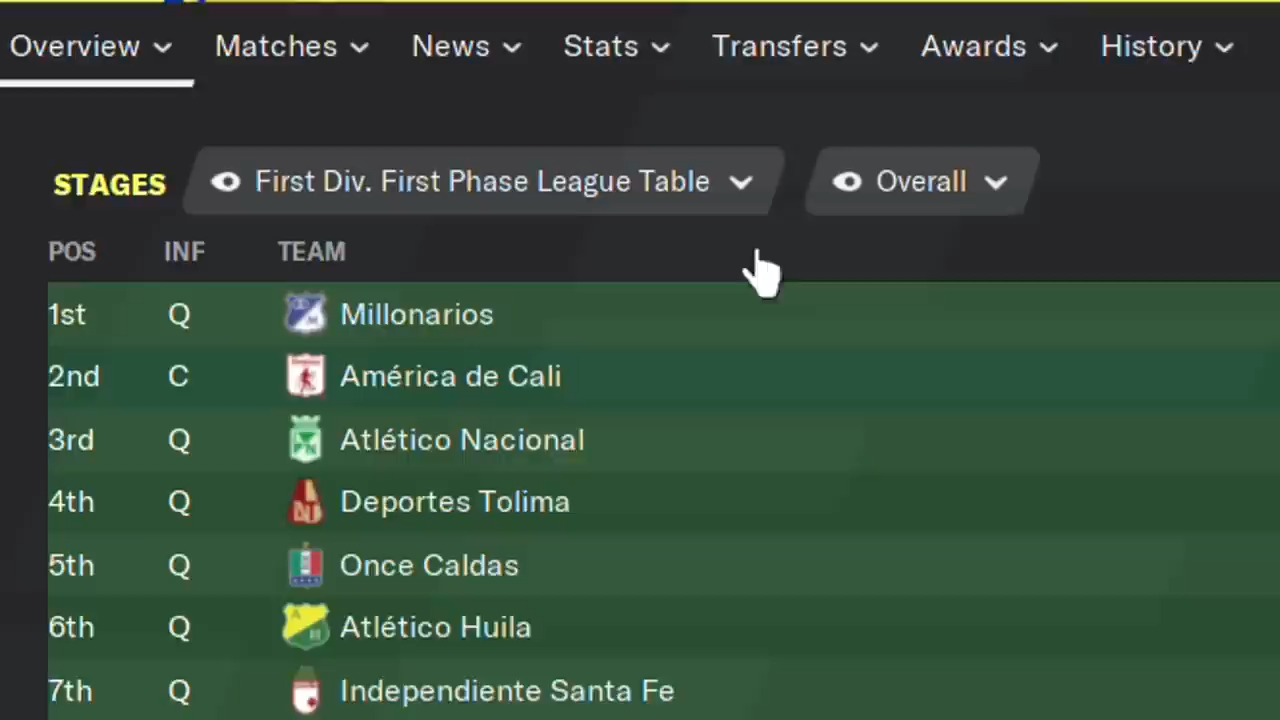 Overview Matches News Stats Transfers Awards History
STAGES First Div. First Phase League Table Overall
POS INF TEAM
1st Q Millonarios
2nd C América de Cali
3rd Q Atlético Nacional
4th Q Deportes Tolima
5th Q Once Caldas
6th Q Atlético Huila
7th Q Independiente Santa Fe